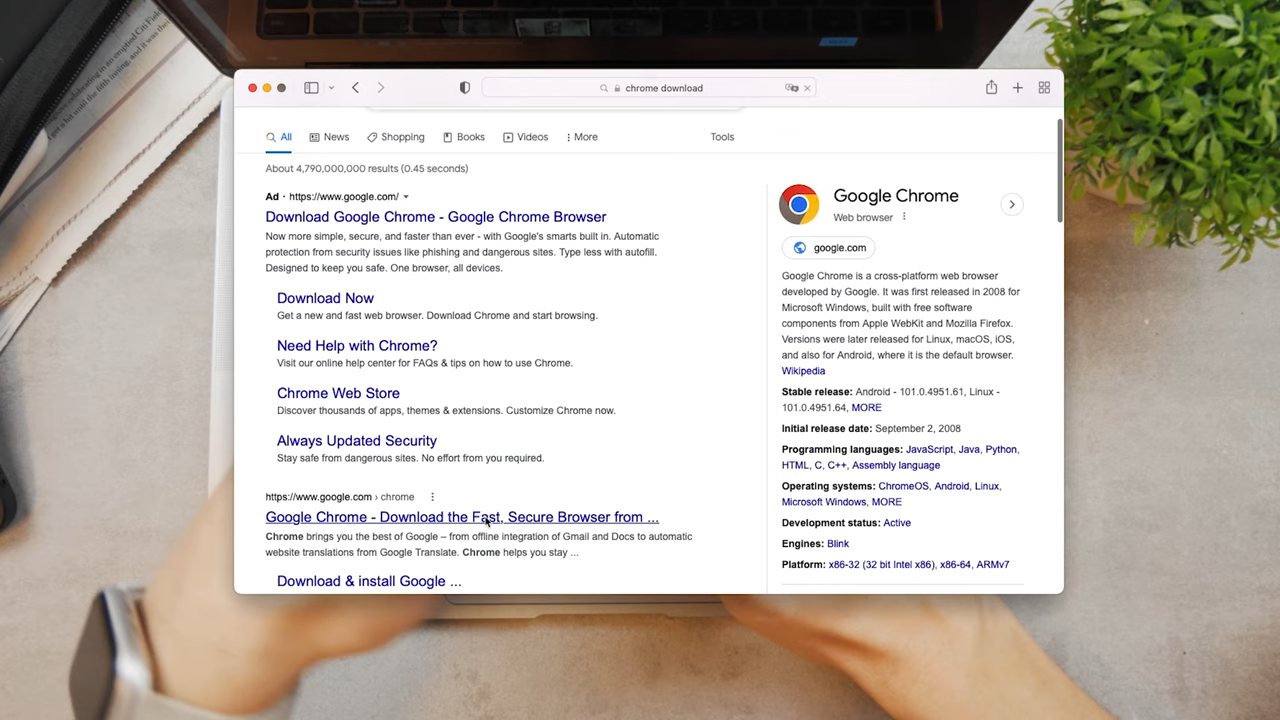 chrome download
All News Shopping Books Videos More Tools
About 4,790,000,000 results (0.45 seconds)
Ad · https://www.google.com/
Download Google Chrome - Google Chrome Browser
Now more simple, secure, and faster than ever - with Google's smarts built in. Automatic
protection from security issues like phishing and dangerous sites. Type less with autofill.
Designed to keep you safe. One browser, all devices.
Download Now
Get a new and fast web browser. Download Chrome and start browsing.
Need Help with Chrome?
Visit our online help center for FAQs & tips on how to use Chrome.
Chrome Web Store
Discover thousands of apps, themes & extensions. Customize Chrome now.
Always Updated Security
Stay safe from dangerous sites. No effort from you required.
https://www.google.com › chrome
Google Chrome - Download the Fast, Secure Browser from ...
Chrome brings you the best of Google – from offline integration of Gmail and Docs to automatic
website translations from Google Translate. Chrome helps you stay ...
Download & install Google ...
Google Chrome
Web browser
google.com
Google Chrome is a cross-platform web browser
developed by Google. It was first released in 2008 for
Microsoft Windows, built with free software
components from Apple WebKit and Mozilla Firefox.
Versions were later released for Linux, macOS, iOS,
and also for Android, where it is the default browser.
Wikipedia
Stable release: Android - 101.0.4951.61, Linux -
101.0.4951.64, MORE
Initial release date: September 2, 2008
Programming languages: JavaScript, Java, Python,
HTML, C, C++, Assembly language
Operating systems: ChromeOS, Android, Linux,
Microsoft Windows, MORE
Development status: Active
Engines: Blink
Platform: x86-32 (32 bit Intel x86), x86-64, ARMv7